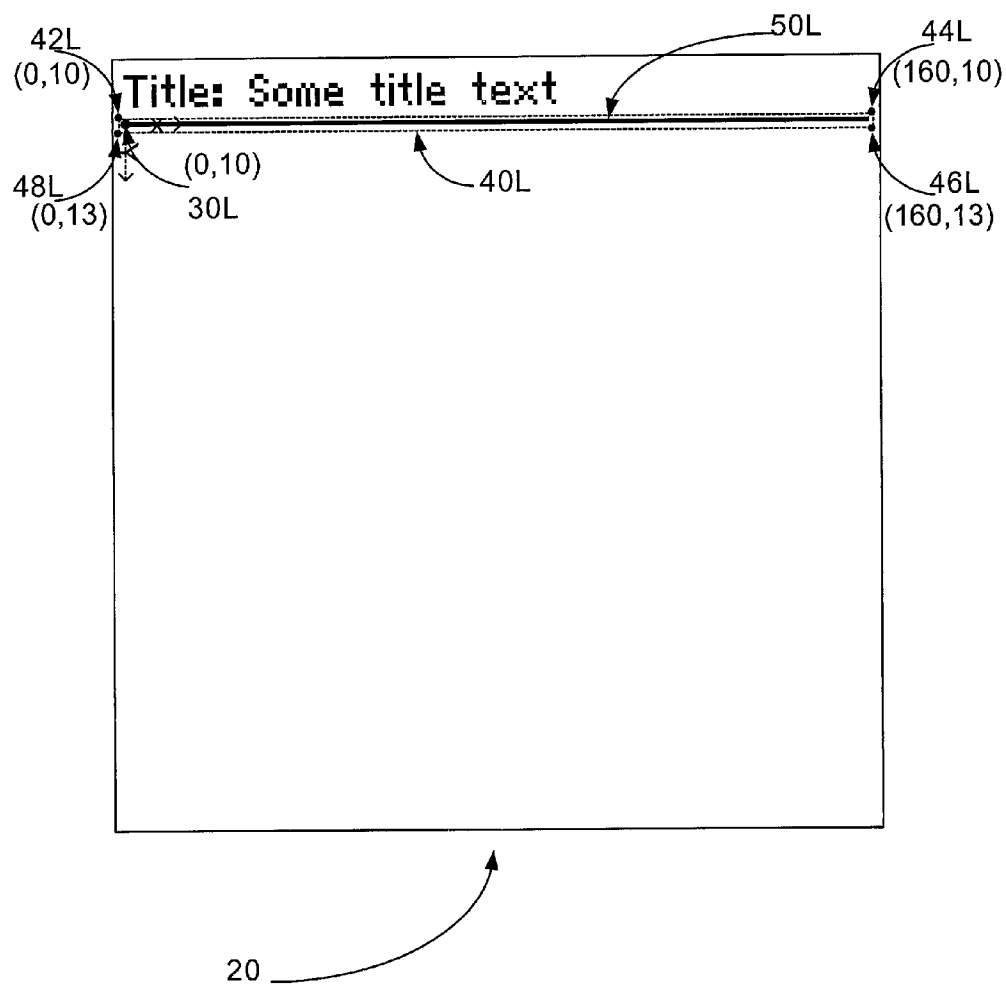 50L
42L
44L
(0,10)
(160,10)
Title: Some title text
X
(0,10)
48L
40L
46L
(0,13)
30L
(160,13)
20